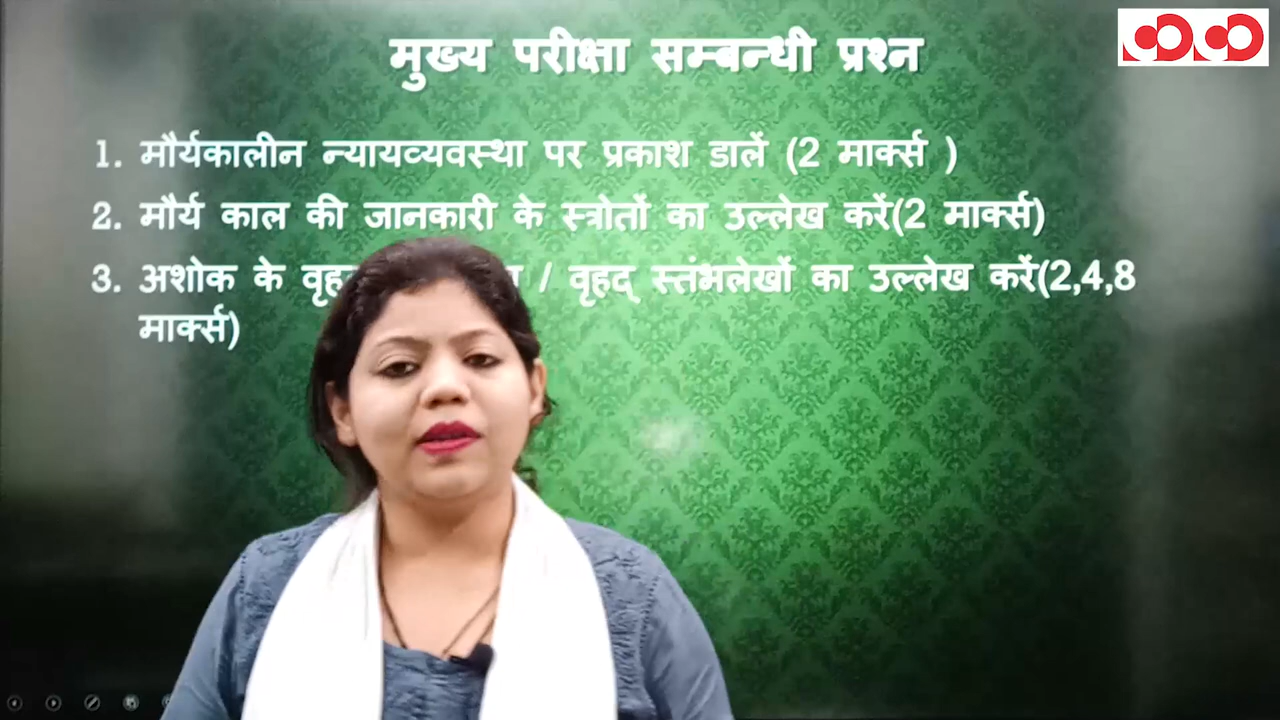 मुख्य परीक्षा सम्बन्धी प्रश्न
1. मौर्यकालीन न्यायव्यवस्था पर प्रकाश डालें (2 मार्क्स )
2. मौर्य काल की जानकारी के स्त्रोतों का उल्लेख करें(2 मार्क्स)
3. अशोक के / वृहद् स्तंभलेखों का उल्लेख करें(2,4,8
मार्क्स)